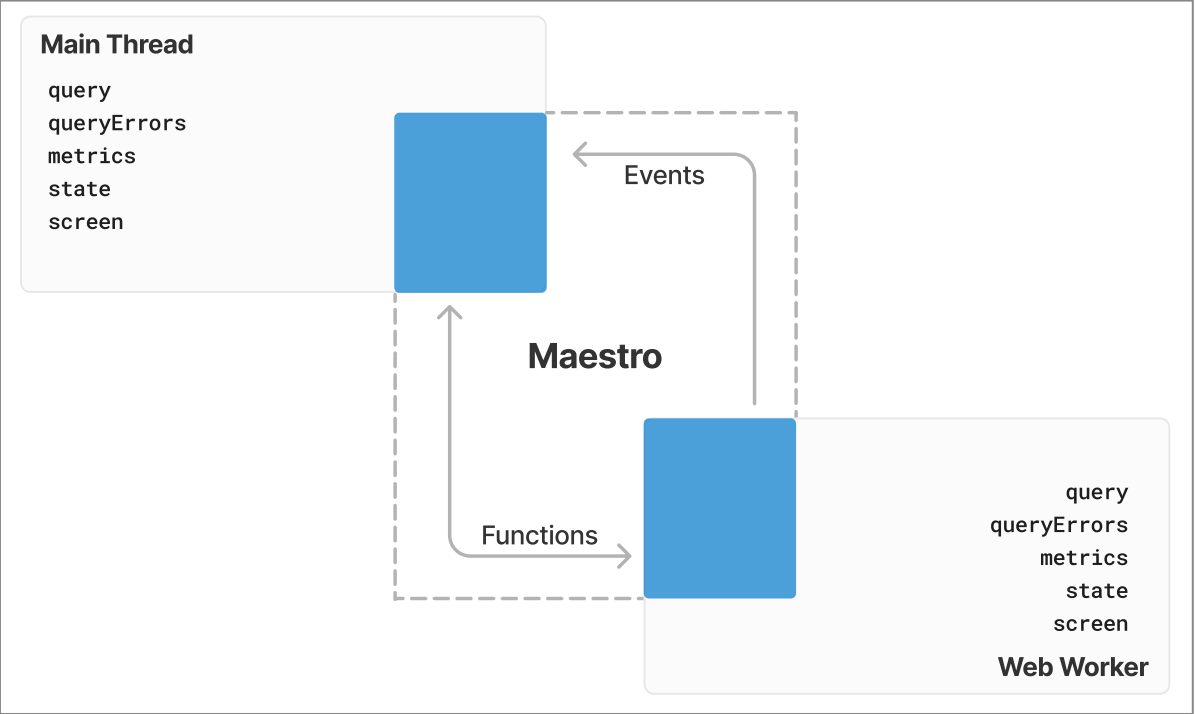 Main Thread
query
queryErrors
metrics
state
screen
Events
Maestro
Functions
query
queryErrors
metrics
state
screen
Web Worker